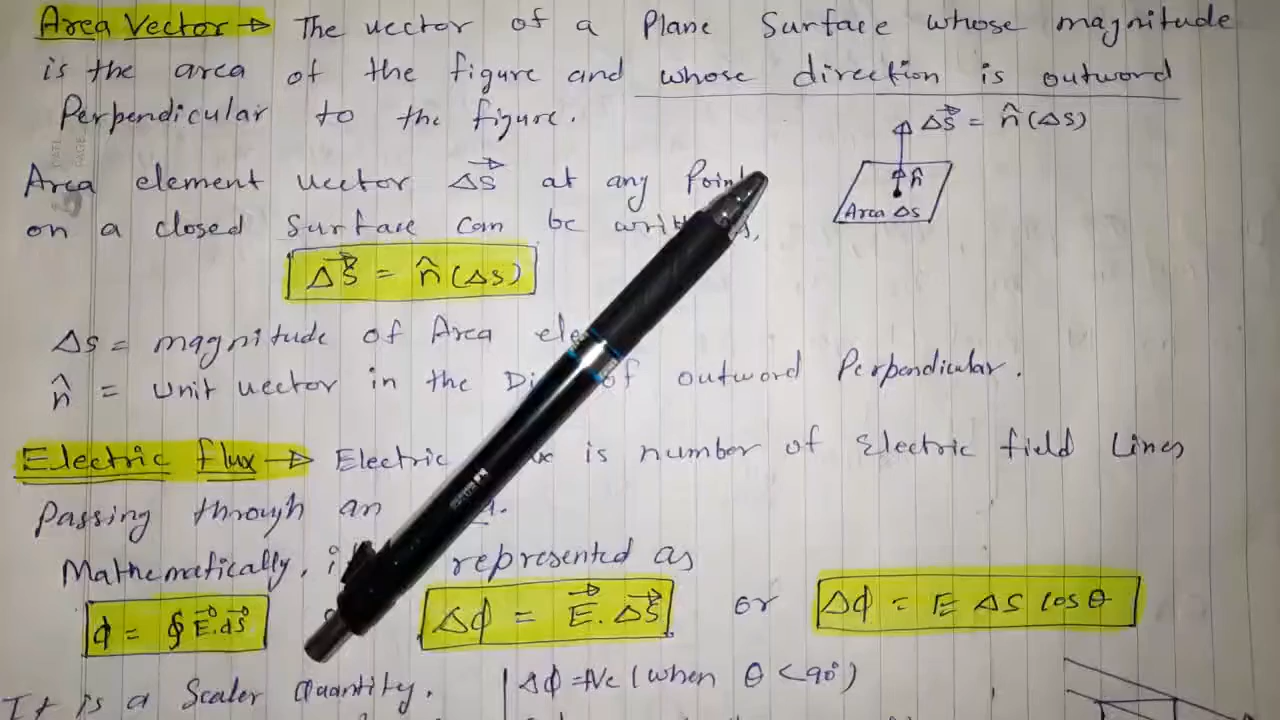 Area Vector → The vector of a Plane Surface whose magnitude
is the area of the figure and whose direction is outword
Perpendicular to the figure.
ΔS⃗ = n̂ (ΔS)
n̂
Area ΔS
Area element vector ΔS⃗ at any Point
on a closed Surface can be
ΔS⃗ = n̂ (ΔS)
ΔS = magnitude of Area
n̂ = Unit vector in the of outword Perpendicular.
Electric flux → Electric is number of Electric field Lines
Passing through an
Mathematically, represented as
ϕ = ∮ E⃗.dS⃗ Δϕ = E⃗.ΔS⃗ or Δϕ = E ΔS cosθ
It is a Scaler Quantity. Δϕ = +Ve (when θ < 90°)